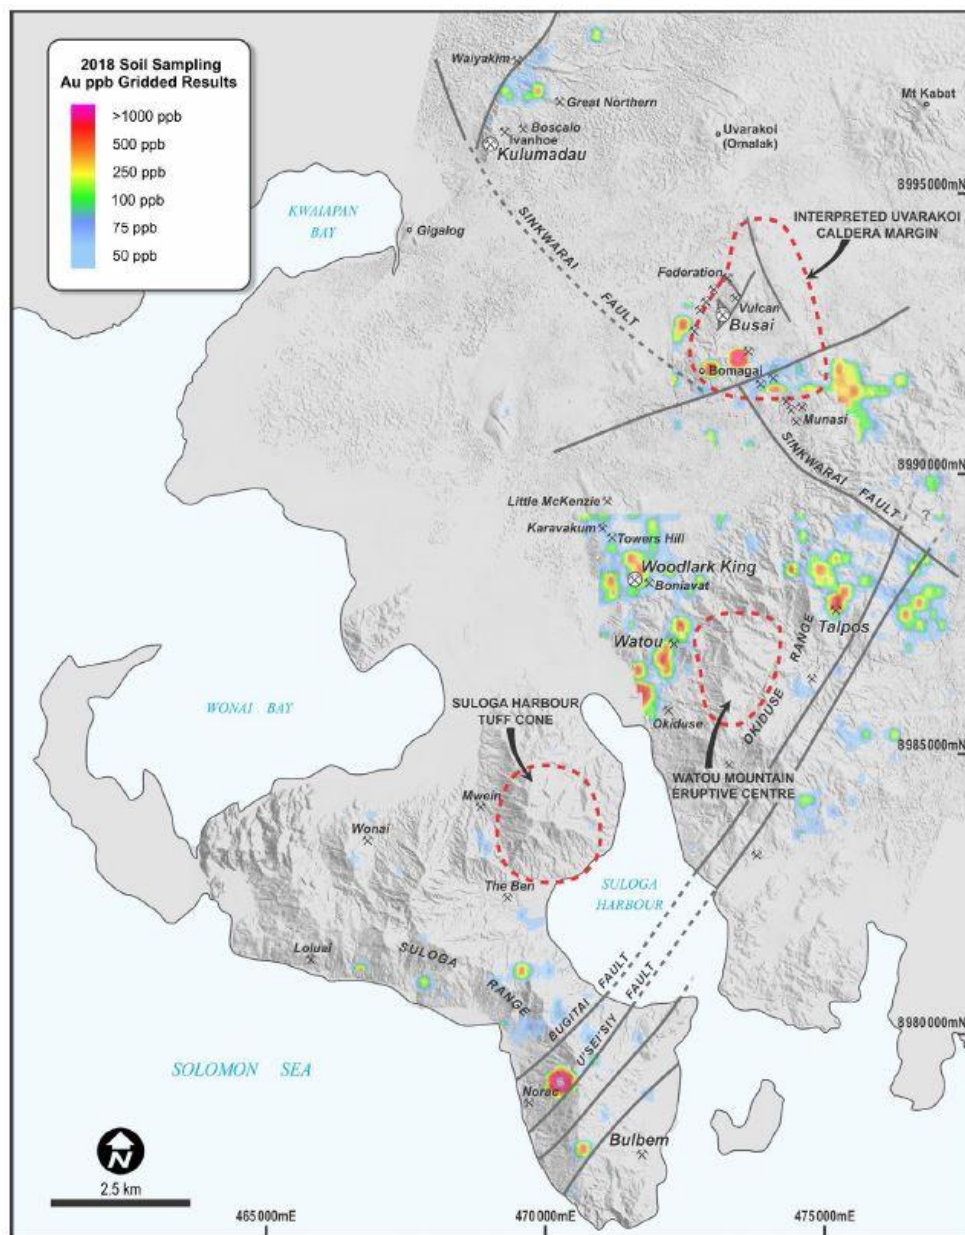 2018 Soil Sampling
Au ppb Gridded Results
>1000 ppb
500 ppb
250 ppb
100 ppb
75 ppb
50 ppb
Waiyakim
Great Northern
Boscalo
Ivanhoe
Kulumadau
Mt Kabat
Uvarakoi
(Omalak)
8995000mN
KWAIAPAN
BAY
Gigalog
SINKWARAI
FAULT
INTERPRETED UVARAKOI
CALDERA MARGIN
Federation
Vulcan
Busai
Bomagai
Munasi
SINKWARAI FAULT
8990000mN
?
Little McKenzie
Karavakum
Towers Hill
Woodlark King
Boniavat
Talpos
Watou
OKIDUSE RANGE
Okiduse
WONAI BAY
SULOGA HARBOUR
TUFF CONE
8985000mN
WATOU MOUNTAIN
ERUPTIVE CENTRE
Mwein
Wonai
The Ben
SULOGA
HARBOUR
Loluai
SULOGA
RANGE
BUGITAI FAULT
U'SEI'SIY FAULT
8980000mN
SOLOMON SEA
Norac
Bulbem
N
2.5 km
465000mE
470000mE
475000mE